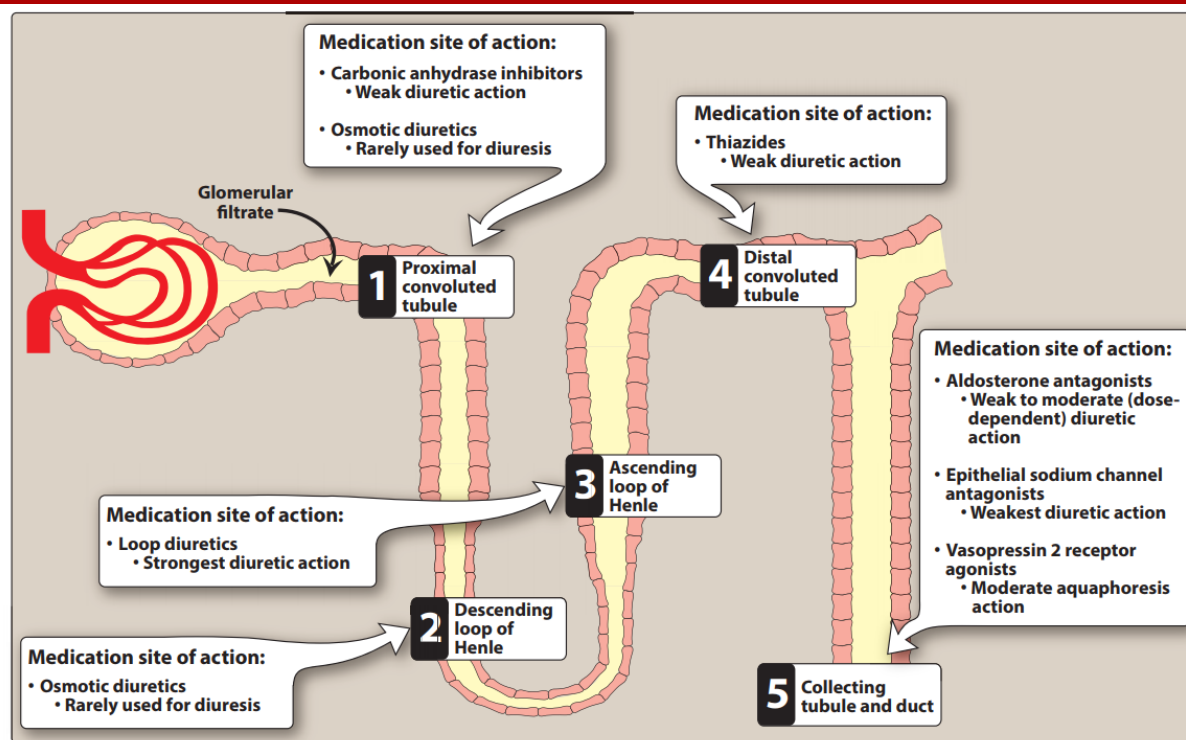 Medication site of action:
• Carbonic anhydrase inhibitors
• Weak diuretic action
• Osmotic diuretics
• Rarely used for diuresis
Medication site of action:
• Thiazides
• Weak diuretic action
Glomerular
filtrate
1 Proximal
convoluted
tubule
4 Distal
convoluted
tubule
Medication site of action:
• Aldosterone antagonists
• Weak to moderate (dose-
dependent) diuretic
action
• Epithelial sodium channel
antagonists
• Weakest diuretic action
• Vasopressin 2 receptor
agonists
• Moderate aquaphoresis
action
3 Ascending
loop of
Henle
Medication site of action:
• Loop diuretics
• Strongest diuretic action
2 Descending
loop of
Henle
Medication site of action:
• Osmotic diuretics
• Rarely used for diuresis
5 Collecting
tubule and duct